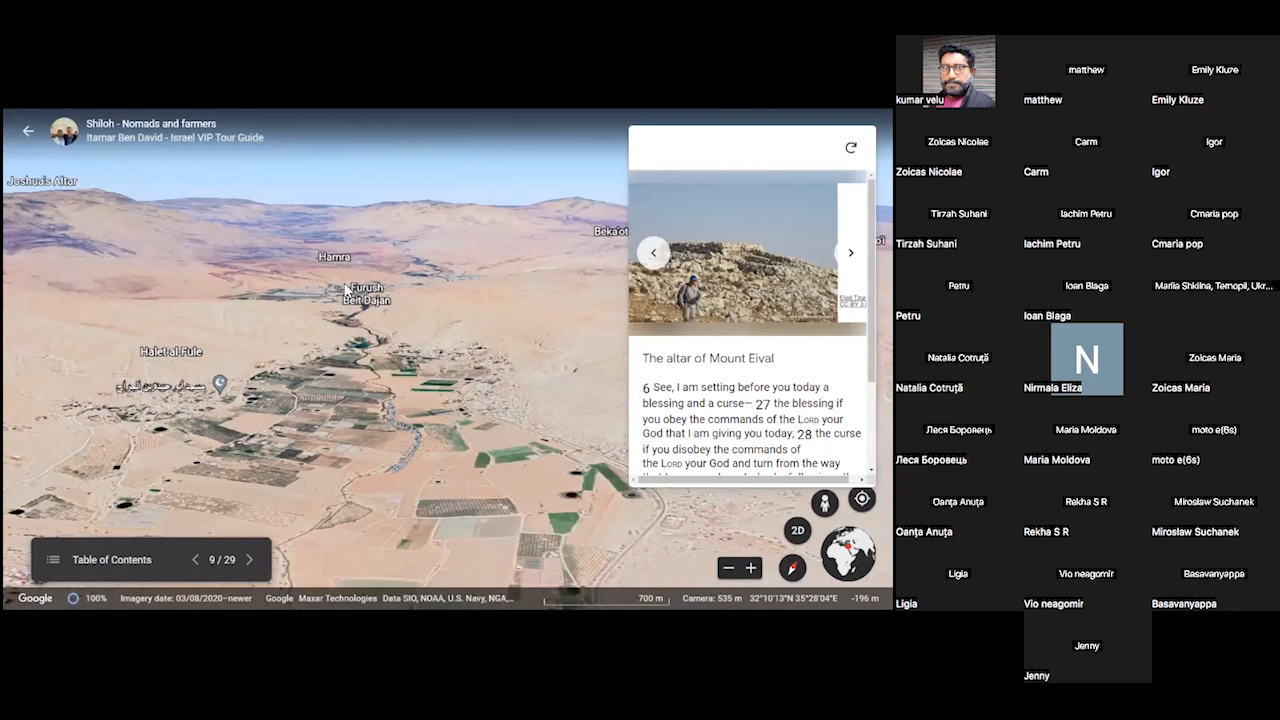 Shiloh - Nomads and farmers
Itamar Ben David - Israel VIP Tour Guide
Joshua's Altar
Beka'ot
Hamra
Furush
Beit Dajan
Halet al-Fule
The altar of Mount Eival
6 See, I am setting before you today a
blessing and a curse— 27 the blessing if
you obey the commands of the LORD your
God that I am giving you today; 28 the curse
if you disobey the commands of
the LORD your God and turn from the way
2D
Table of Contents
9 / 29
Google
100%
Imagery date: 03/08/2020-newer
Google
Maxar Technologies
Data SIO, NOAA, U.S. Navy, NGA,...
700 m
Camera: 535 m
32°10'13"N 35°28'04"E
-196 m
kumar velu
matthew
matthew
Emily Kluze
Emily Kluze
Zoicas Nicolae
Zoicas Nicolae
Carm
Carm
Igor
Igor
Tirzah Suhani
Tirzah Suhani
Iachim Petru
Iachim Petru
Cmaria pop
Cmaria pop
Petru
Petru
Ioan Blaga
Ioan Blaga
Mariia Shkilna, Ternopil, Ukr...
Natalia Cotruță
Natalia Cotruță
N
Nirmala Eliza
Zoicas Maria
Zoicas Maria
Леся Боровець
Леся Боровець
Maria Moldova
Maria Moldova
moto e(6s)
moto e(6s)
Oanța Anuța
Oanța Anuța
Rekha S R
Rekha S R
Mirosław Suchanek
Mirosław Suchanek
Ligia
Ligia
Vio neagomir
Vio neagomir
Basavanyappa
Basavanyappa
Jenny
Jenny